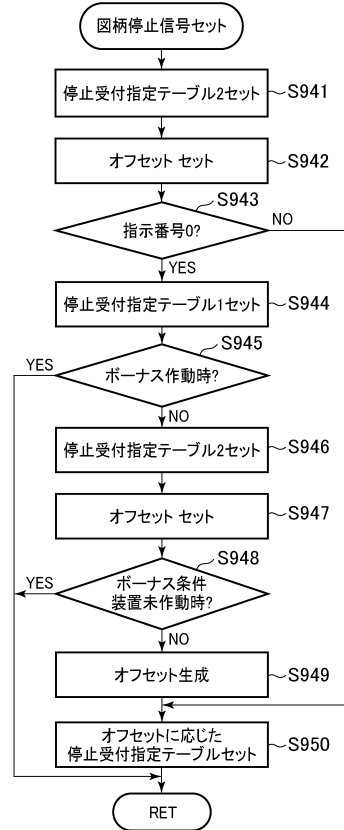 図柄停止信号セット
停止受付指定テーブル2セット
S941
オフセット セット
S942
S943
指示番号0?
NO
YES
停止受付指定テーブル1セット
S944
S945
YES
ボーナス作動時?
NO
停止受付指定テーブル2セット
S946
オフセット セット
S947
S948
YES
ボーナス条件
装置未作動時?
NO
オフセット生成
S949
オフセットに応じた
停止受付指定テーブルセット
S950
RET